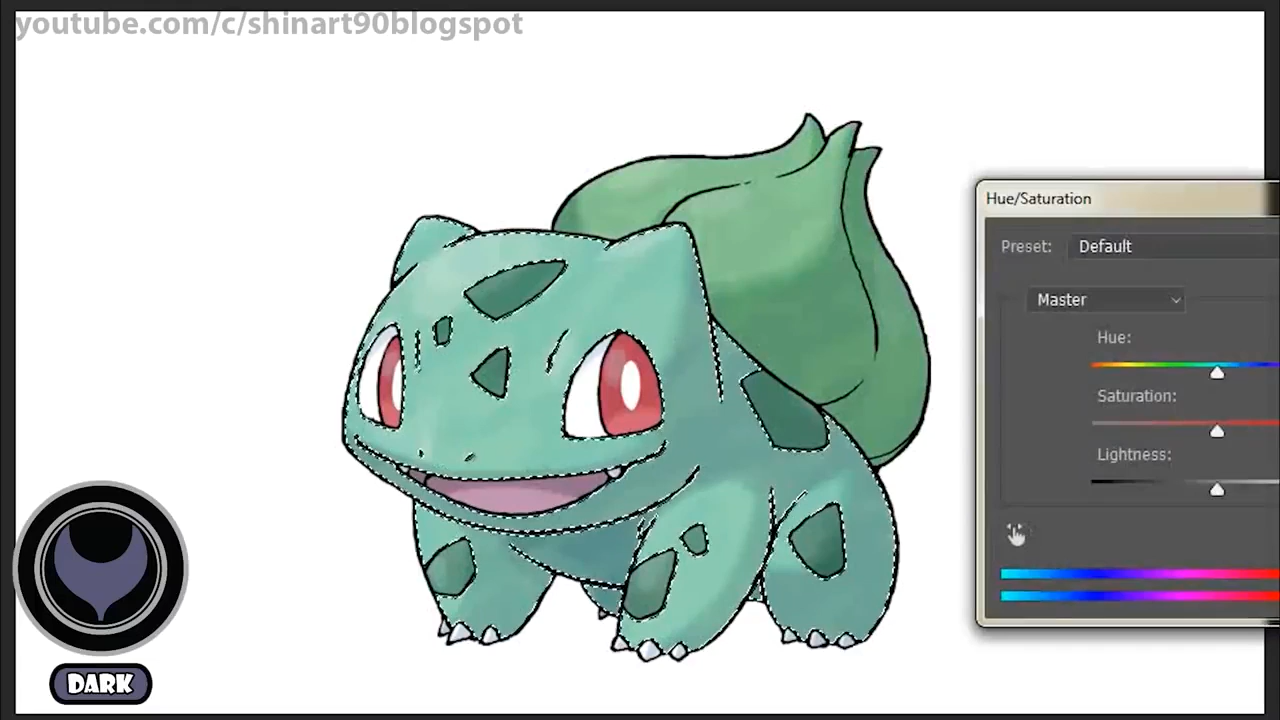 youtube.com/c/shinart90blogspot
Hue/Saturation
Preset: Default
Master
Hue:
Saturation:
Lightness:
DARK